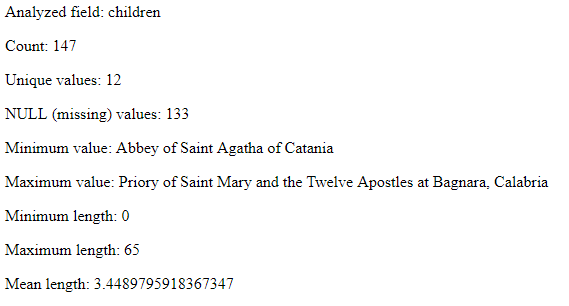 Analyzed field: children
Count: 147
Unique values: 12
NULL (missing) values: 133
Minimum value: Abbey of Saint Agatha of Catania
Maximum value: Priory of Saint Mary and the Twelve Apostles at Bagnara, Calabria
Minimum length: 0
Maximum length: 65
Mean length: 3.4489795918367347